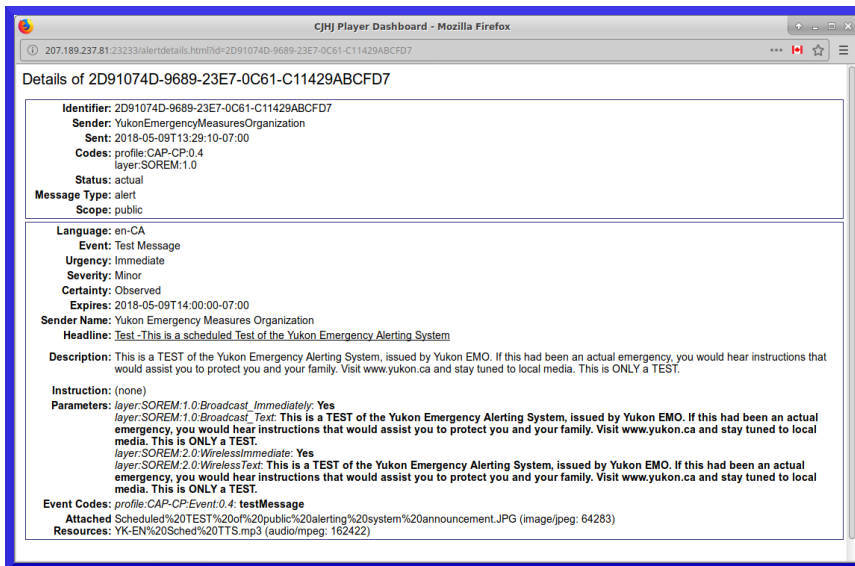 CJHJ Player Dashboard - Mozilla Firefox
207.189.237.81:23233/alertdetails.html?id=2D91074D-9689-23E7-0C61-C11429ABCFD7
Details of 2D91074D-9689-23E7-0C61-C11429ABCFD7
Identifier: 2D91074D-9689-23E7-0C61-C11429ABCFD7
Sender: YukonEmergencyMeasuresOrganization
Sent: 2018-05-09T13:29:10-07:00
Codes: profile:CAP-CP:0.4
layer:SOREM:1.0
Status: actual
Message Type: alert
Scope: public
Language: en-CA
Event: Test Message
Urgency: Immediate
Severity: Minor
Certainty: Observed
Expires: 2018-05-09T14:00:00-07:00
Sender Name: Yukon Emergency Measures Organization
Headline: Test -This is a scheduled Test of the Yukon Emergency Alerting System
Description: This is a TEST of the Yukon Emergency Alerting System, issued by Yukon EMO. If this had been an actual emergency, you would hear instructions that
would assist you to protect you and your family. Visit www.yukon.ca and stay tuned to local media. This is ONLY a TEST.
Instruction: (none)
Parameters: layer:SOREM:1.0:Broadcast_Immediately: Yes
layer:SOREM:1.0:Broadcast_Text: This is a TEST of the Yukon Emergency Alerting System, issued by Yukon EMO. If this had been an actual
emergency, you would hear instructions that would assist you to protect you and your family. Visit www.yukon.ca and stay tuned to local
media. This is ONLY a TEST.
layer:SOREM:2.0:WirelessImmediate: Yes
layer:SOREM:2.0:WirelessText: This is a TEST of the Yukon Emergency Alerting System, issued by Yukon EMO. If this had been an actual
emergency, you would hear instructions that would assist you to protect you and your family. Visit www.yukon.ca and stay tuned to local
media. This is ONLY a TEST.
Event Codes: profile:CAP-CP:Event:0.4: testMessage
Attached Scheduled%20TEST%20of%20public%20alerting%20system%20announcement.JPG (image/jpeg: 64283)
Resources: YK-EN%20Sched%20TTS.mp3 (audio/mpeg: 162422)